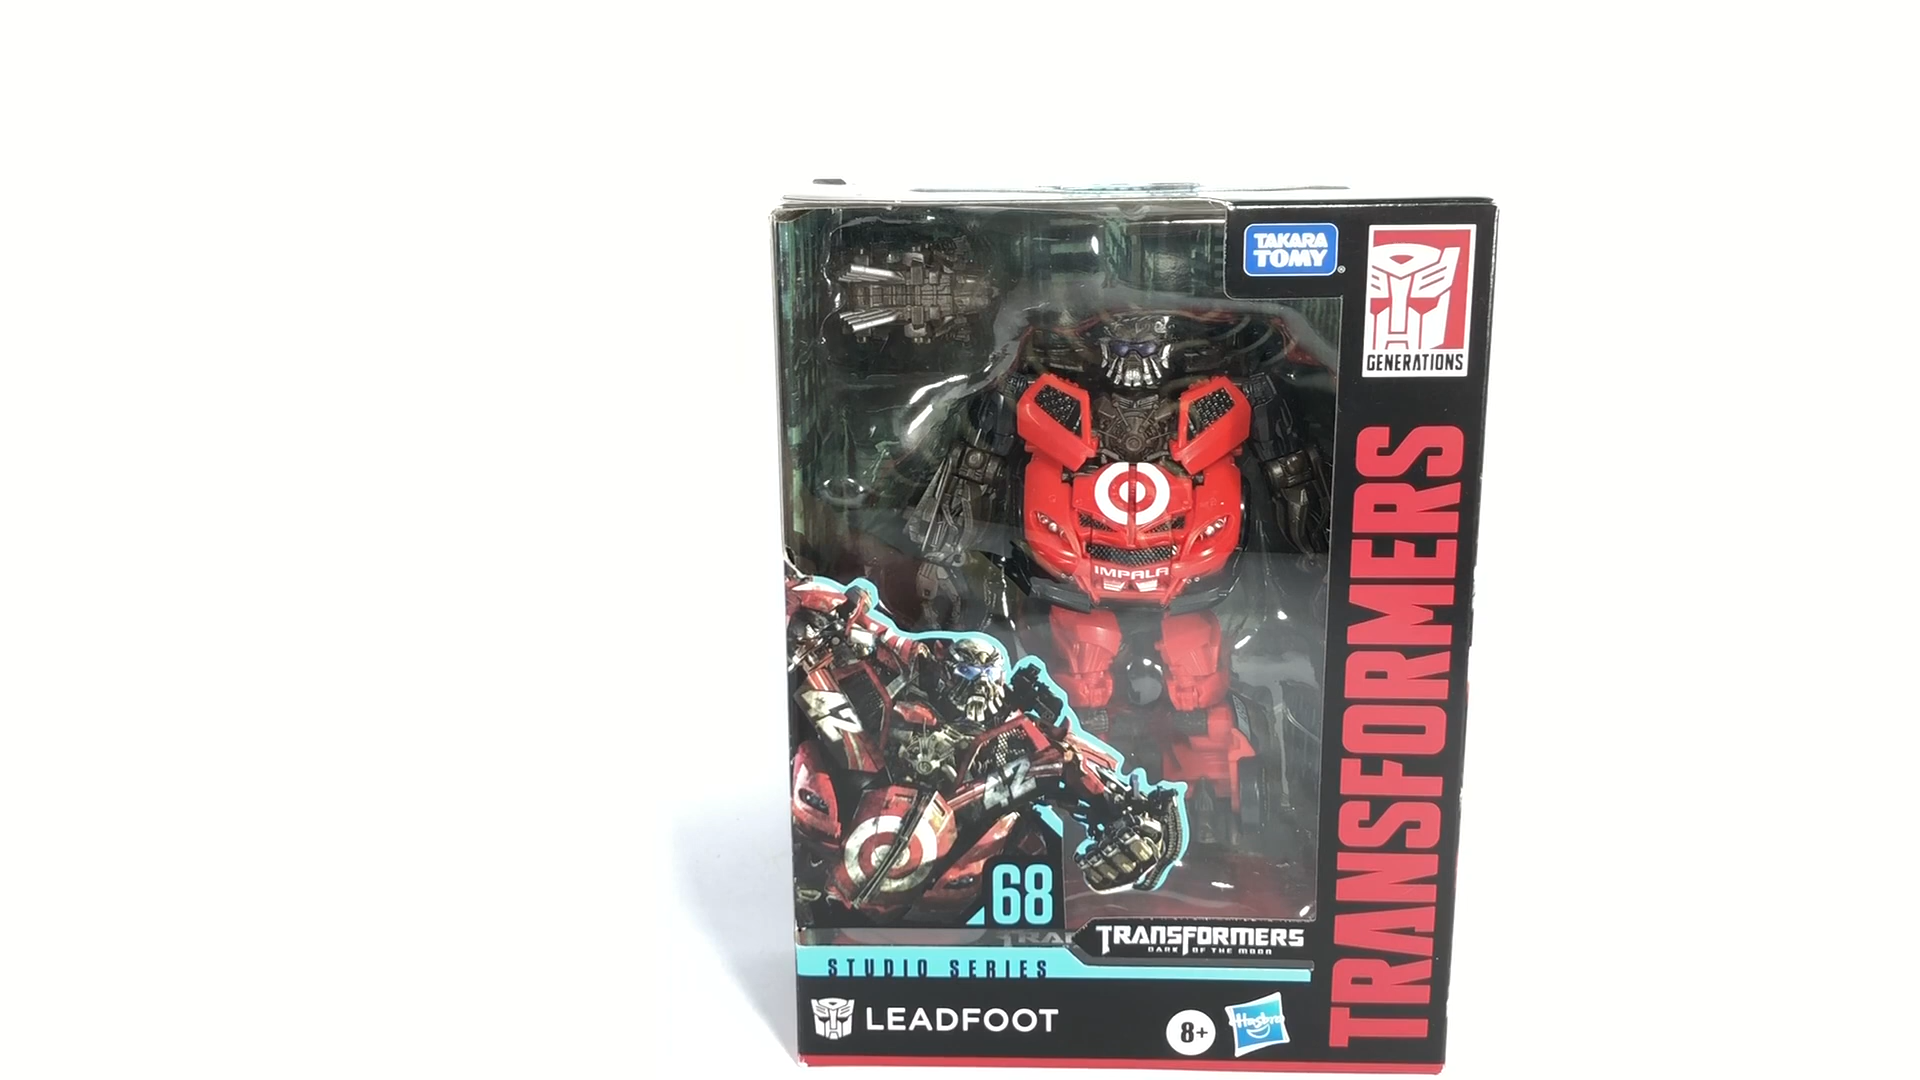 TAKARA
TOMY
®
GENERATIONS
TRANSFORMERS
IMPALA
42
42
68
TRANSFORMERS
DARK OF THE MOON
STUDIO SERIES
LEADFOOT
8+
Hasbro